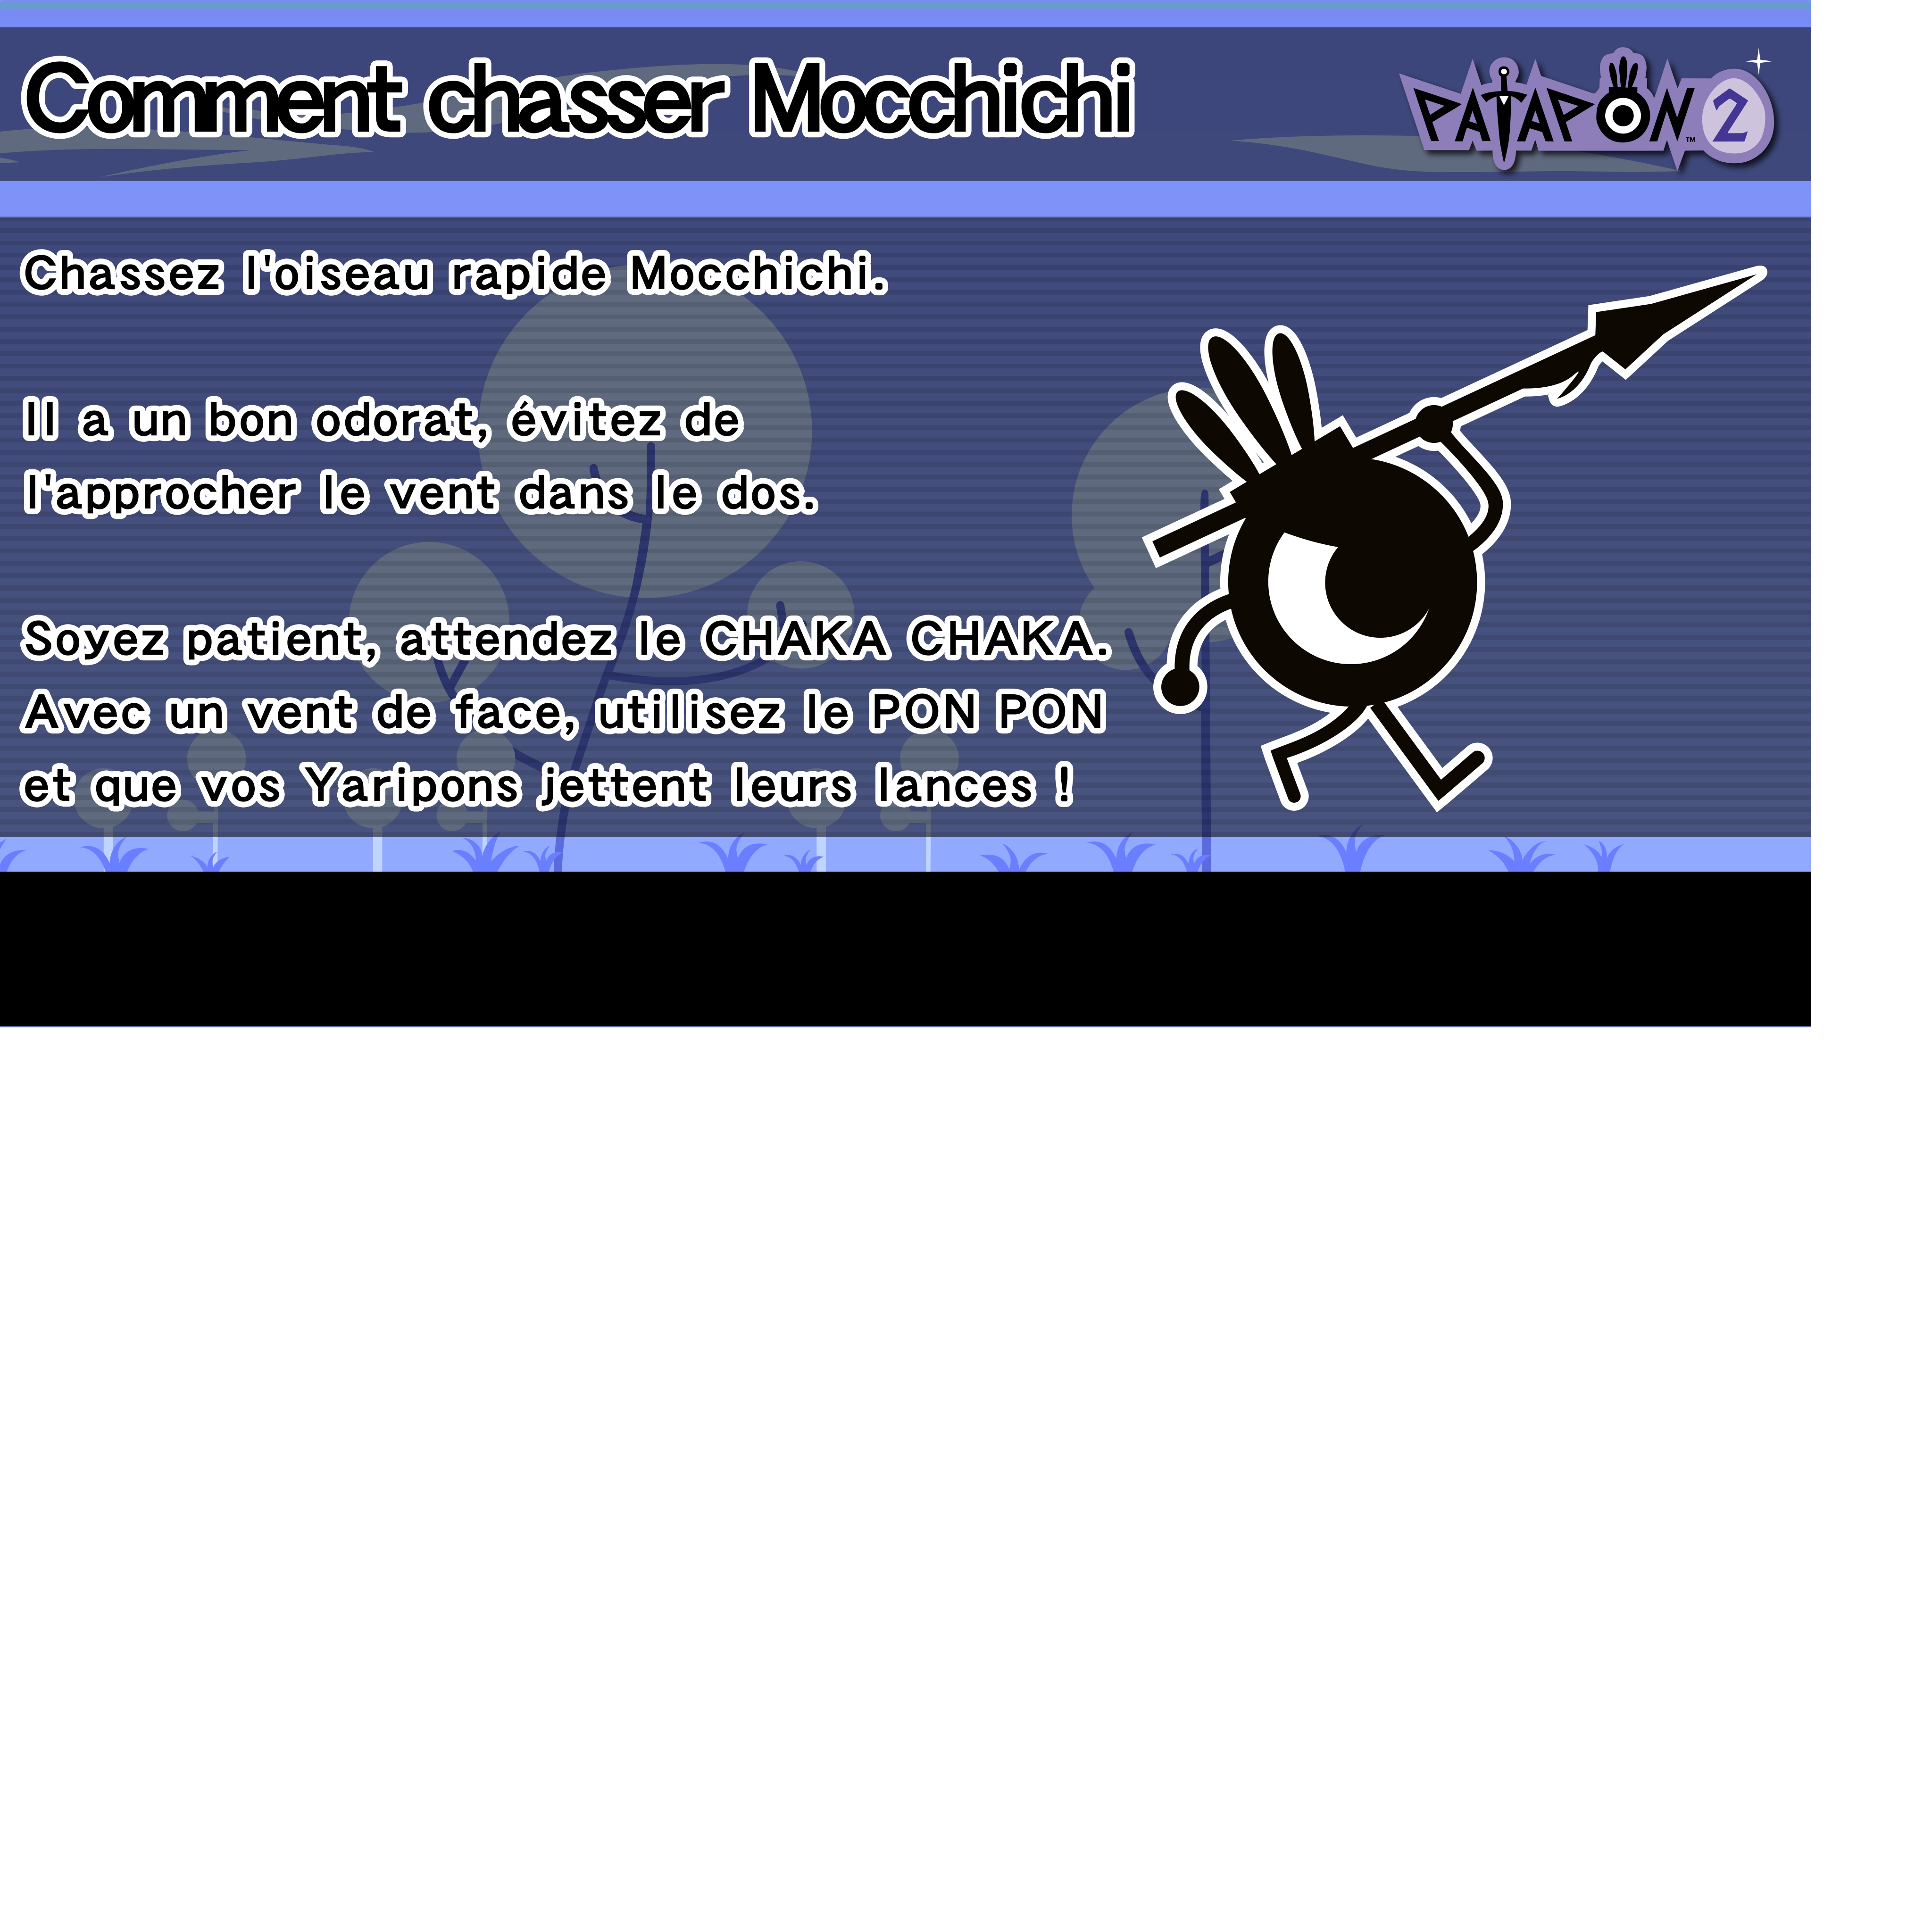 Comment chasser Mocchichi
PATAPON™ 2
Chassez l'oiseau rapide Mocchichi.
Il a un bon odorat, évitez de
l'approcher le vent dans le dos.
Soyez patient, attendez le CHAKA CHAKA.
Avec un vent de face, utilisez le PON PON
et que vos Yaripons jettent leurs lances !